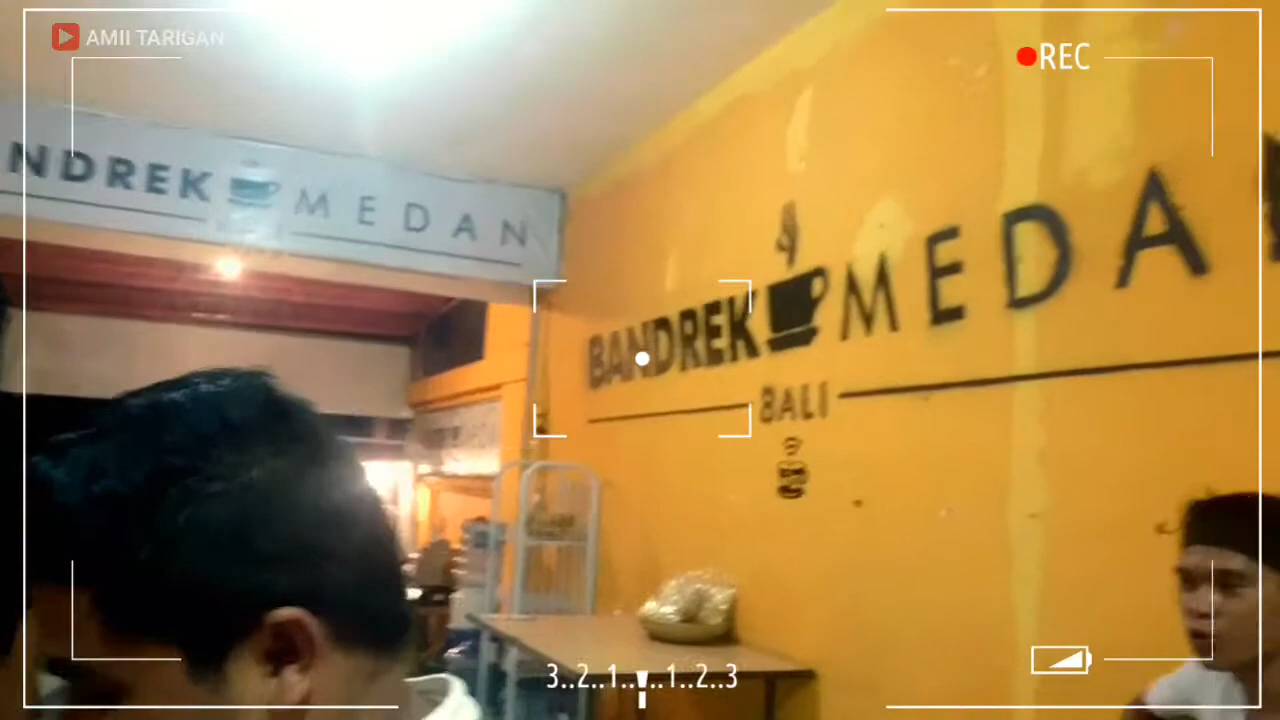 AMII TARIGAN
REC
NDREK MEDAN
BANDREK MEDA
BALI
3..2..1.. ..1..2..3